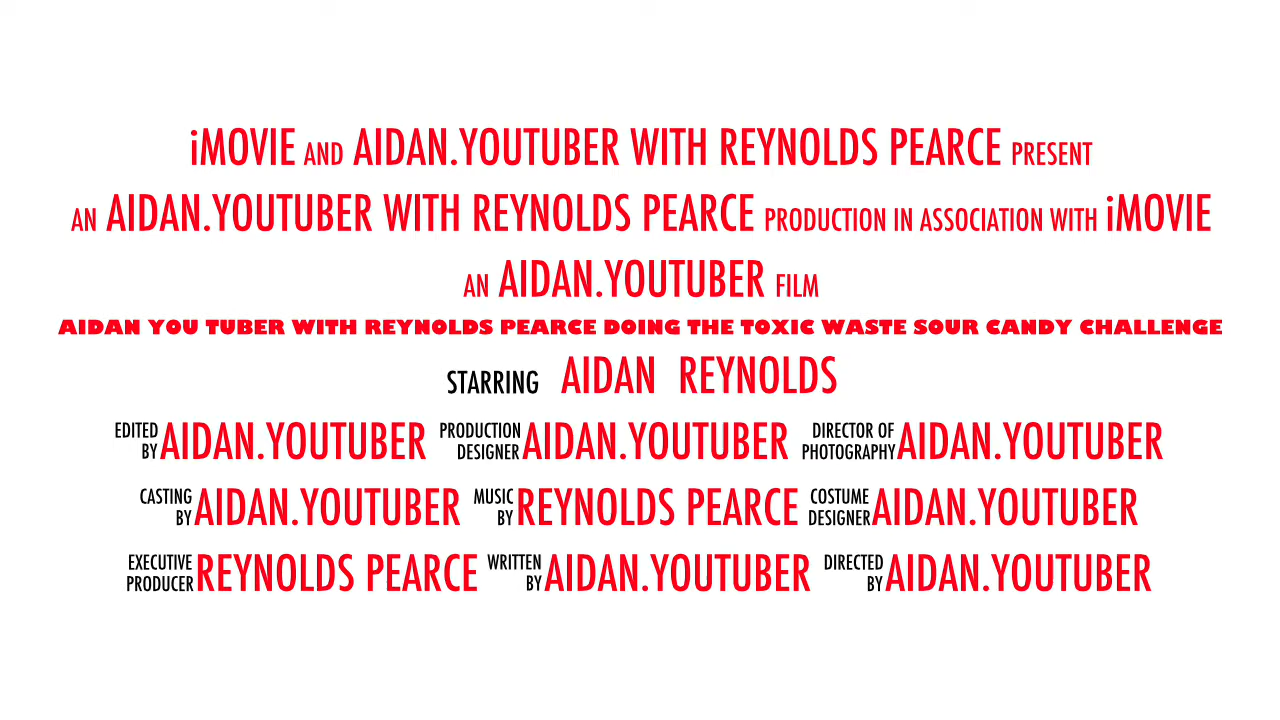 iMOVIE AND AIDAN.YOUTUBER WITH REYNOLDS PEARCE PRESENT
AN AIDAN.YOUTUBER WITH REYNOLDS PEARCE PRODUCTION IN ASSOCIATION WITH iMOVIE
AN AIDAN.YOUTUBER FILM
AIDAN YOU TUBER WITH REYNOLDS PEARCE DOING THE TOXIC WASTE SOUR CANDY CHALLENGE
STARRING AIDAN REYNOLDS
EDITED BY AIDAN.YOUTUBER PRODUCTION DESIGNER AIDAN.YOUTUBER DIRECTOR OF PHOTOGRAPHY AIDAN.YOUTUBER
CASTING BY AIDAN.YOUTUBER MUSIC BY REYNOLDS PEARCE COSTUME DESIGNER AIDAN.YOUTUBER
EXECUTIVE PRODUCER REYNOLDS PEARCE WRITTEN BY AIDAN.YOUTUBER DIRECTED BY AIDAN.YOUTUBER